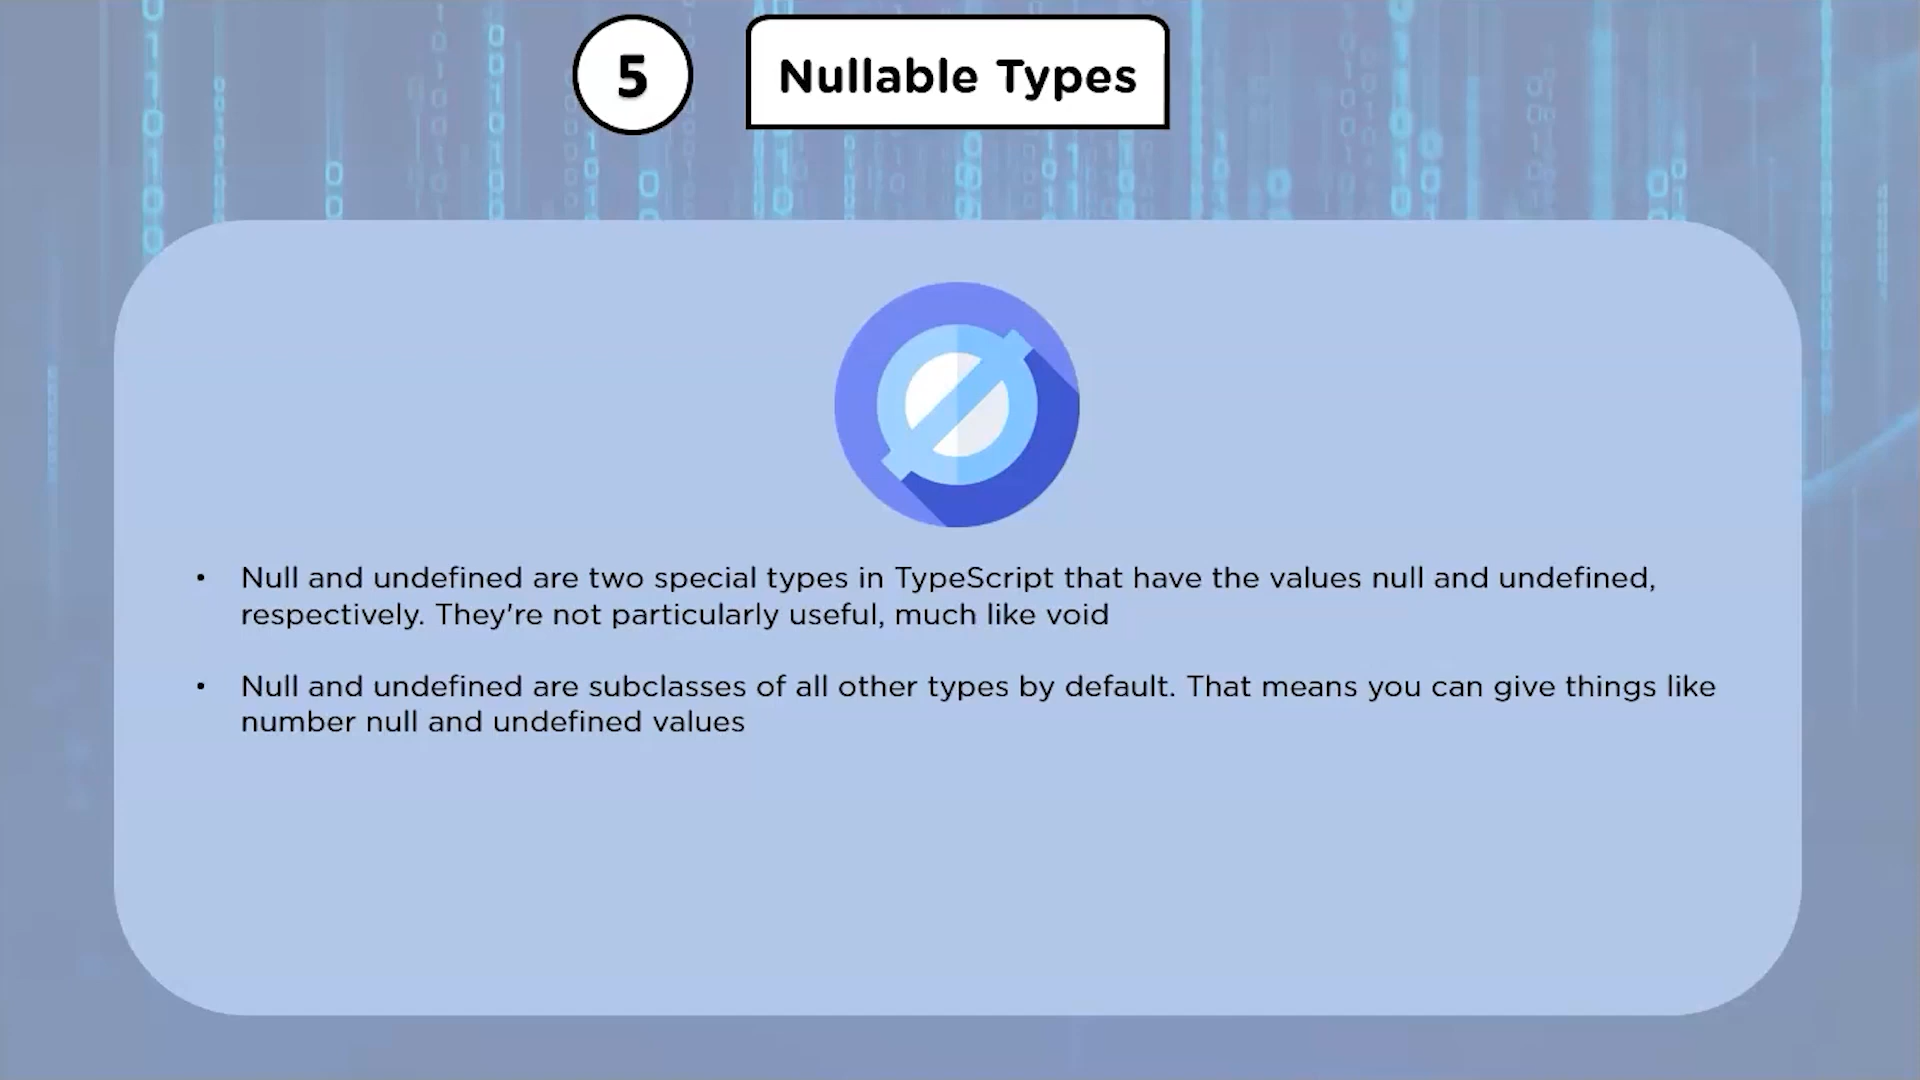 5
Nullable Types
• Null and undefined are two special types in TypeScript that have the values null and undefined,
respectively. They're not particularly useful, much like void
• Null and undefined are subclasses of all other types by default. That means you can give things like
number null and undefined values